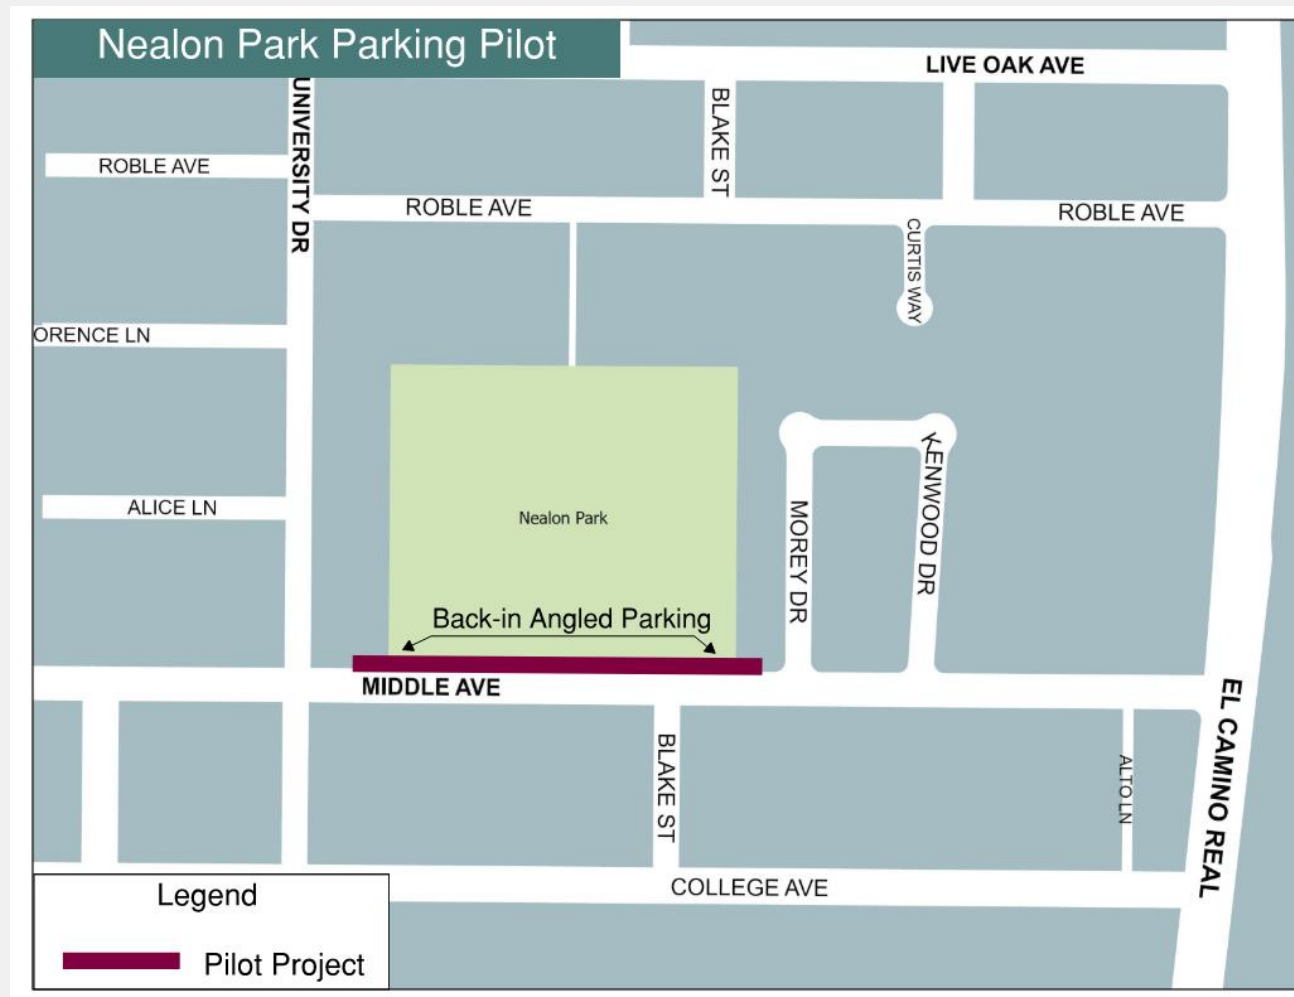 Nealon Park Parking Pilot
LIVE OAK AVE
UNIVERSITY DR
BLAKE ST
ROBLE AVE
ROBLE AVE
ROBLE AVE
CURTIS WAY
ORENCE LN
ALICE LN
Nealon Park
MOREY DR
KENWOOD DR
Back-in Angled Parking
MIDDLE AVE
EL CAMINO REAL
BLAKE ST
ALTO LN
COLLEGE AVE
Legend
Pilot Project